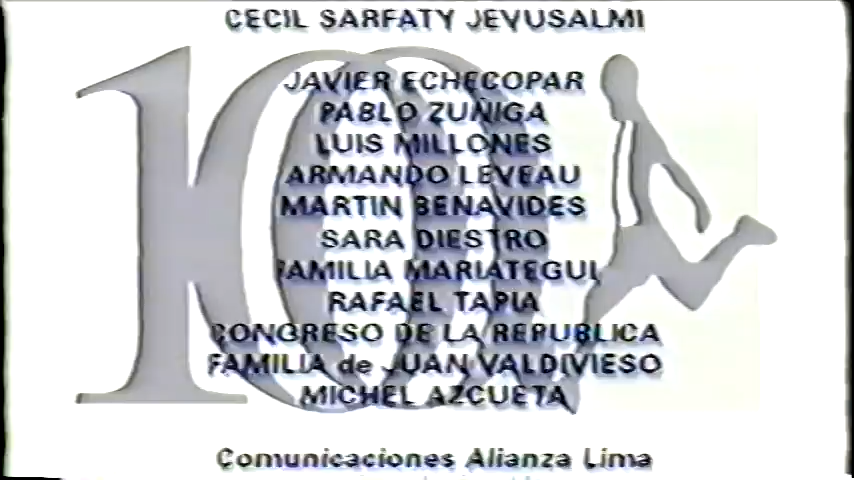 CECIL SARFATY JEVUSALMI
JAVIER ECHECOPAR
PABLO ZUÑIGA
LUIS MILLONES
ARMANDO LEVEAU
MARTIN BENAVIDES
SARA DIESTRO
FAMILIA MARIATEGUI
RAFAEL TAPIA
CONGRESO DE LA REPUBLICA
FAMILIA de JUAN VALDIVIESO
MICHEL AZCUETA
Comunicaciones Alianza Lima
100